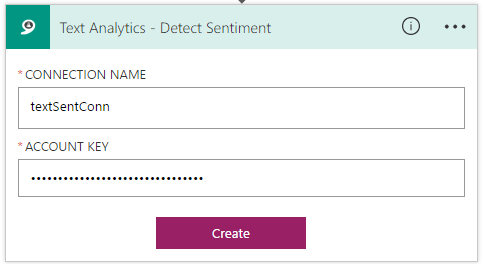 Text Analytics - Detect Sentiment
* CONNECTION NAME
textSentConn
* ACCOUNT KEY
••••••••••••••••••••••••••••••••
Create